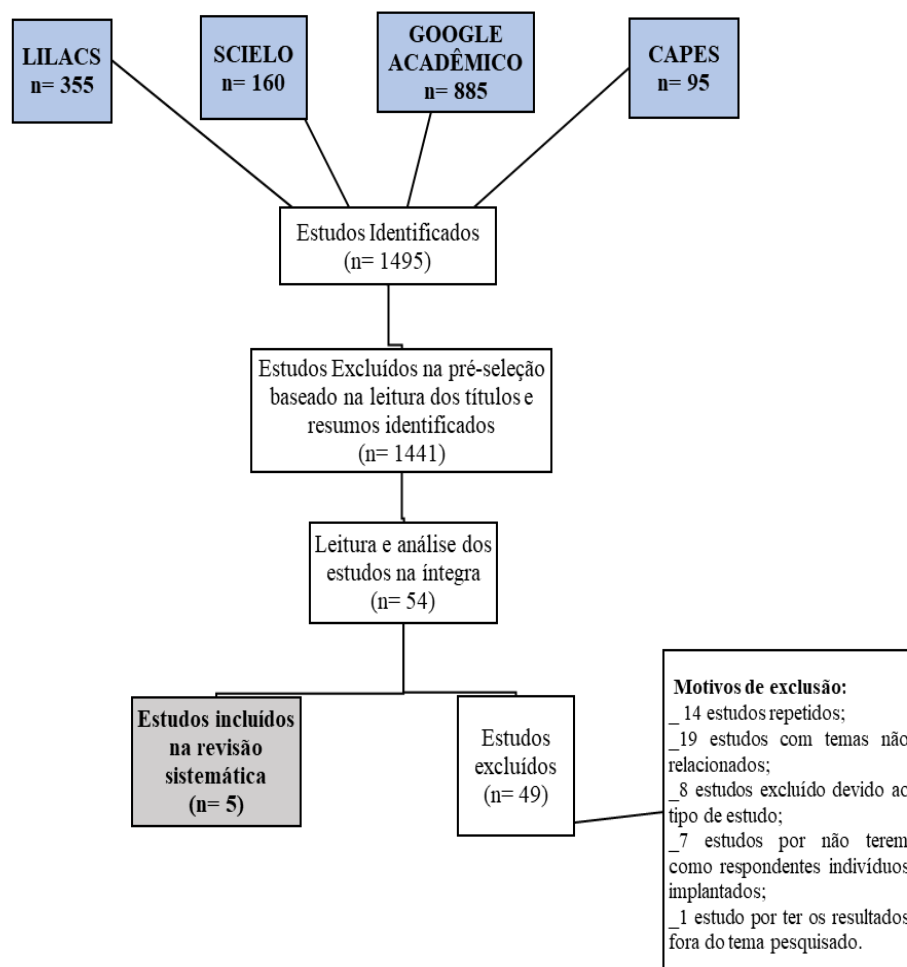 LILACS
n= 355
SCIELO
n= 160
GOOGLE
ACADÊMICO
n= 885
CAPES
n= 95
Estudos Identificados
(n= 1495)
Estudos Excluídos na pré-seleção
baseado na leitura dos títulos e
resumos identificados
(n= 1441)
Leitura e análise dos
estudos na íntegra
(n= 54)
Estudos incluídos
na revisão
sistemática
(n= 5)
Estudos
excluídos
(n= 49)
Motivos de exclusão:
_ 14 estudos repetidos;
_19 estudos com temas não
relacionados;
_8 estudos excluído devido ao
tipo de estudo;
_7 estudos por não terem
como respondentes indivíduos
implantados;
_1 estudo por ter os resultados
fora do tema pesquisado.